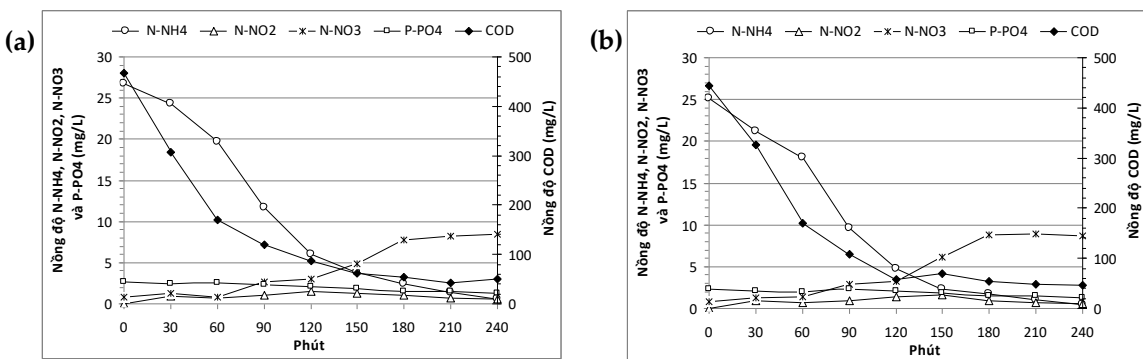 (a)
N-NH4 N-NO2 N-NO3 P-PO4 COD
Nồng độ N-NH4, N-NO2, N-NO3
và P-PO4 (mg/L)
30
25
20
15
10
5
0
500
400
300
200
100
0
Nồng độ COD (mg/L)
0 30 60 90 120 150 180 210 240
Phút
(b)
N-NH4 N-NO2 N-NO3 P-PO4 COD
Nồng độ N-NH4, N-NO2, N-NO3
và P-PO4 (mg/L)
30
25
20
15
10
5
0
500
400
300
200
100
0
Nồng độ COD (mg/L)
0 30 60 90 120 150 180 210 240
Phút